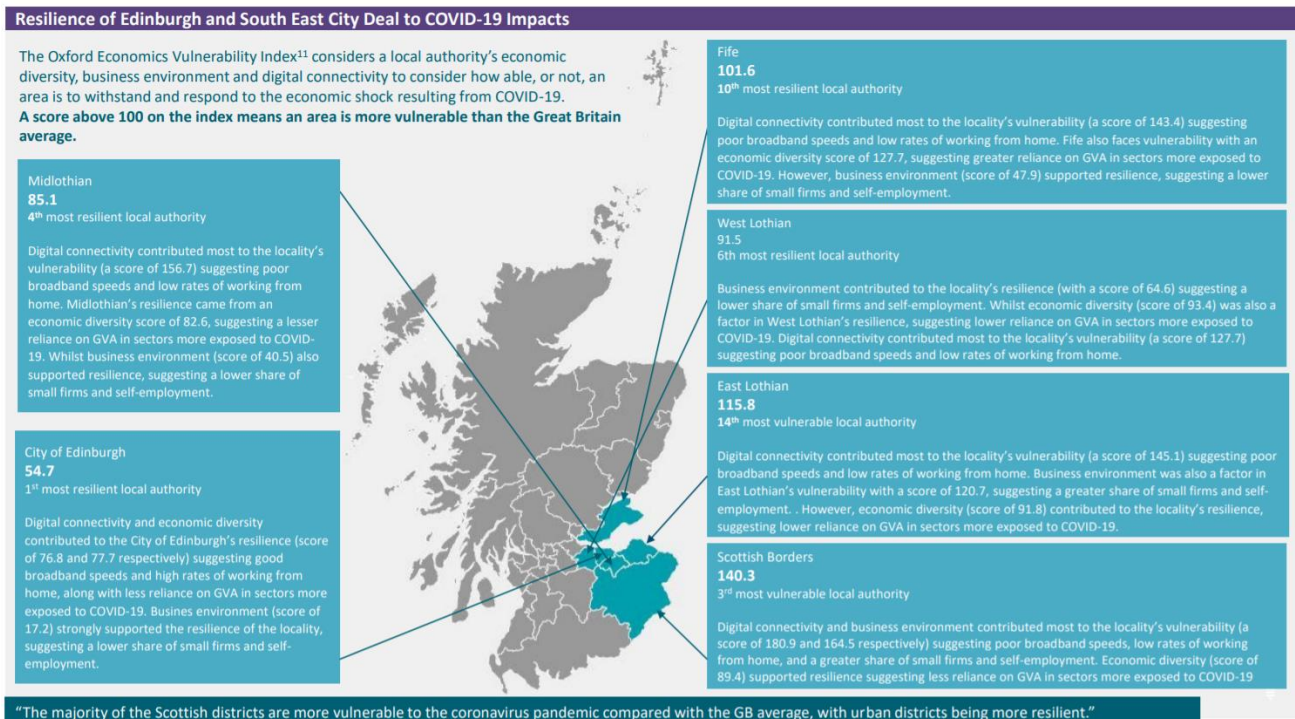 Resilience of Edinburgh and South East City Deal to COVID-19 Impacts
The Oxford Economics Vulnerability Index11 considers a local authority's economic
diversity, business environment and digital connectivity to consider how able, or not, an
area is to withstand and respond to the economic shock resulting from COVID-19.
A score above 100 on the index means an area is more vulnerable than the Great Britain
average.
Midlothian
85.1
4th most resilient local authority
Digital connectivity contributed most to the locality's
vulnerability (a score of 156.7) suggesting poor
broadband speeds and low rates of working from
home. Midlothian's resilience came from an
economic diversity score of 82.6, suggesting a lesser
reliance on GVA in sectors more exposed to COVID-
19. Whilst business environment (score of 40.5) also
supported resilience, suggesting a lower share of
small firms and self-employment.
City of Edinburgh
54.7
1st most resilient local authority
Digital connectivity and economic diversity
contributed to the City of Edinburgh's resilience (score
of 76.8 and 77.7 respectively) suggesting good
broadband speeds and high rates of working from
home, along with less reliance on GVA in sectors more
exposed to COVID-19. Busines environment (score of
17.2) strongly supported the resilience of the locality,
suggesting a lower share of small firms and self-
employment.
Fife
101.6
10th most resilient local authority
Digital connectivity contributed most to the locality's vulnerability (a score of 143.4) suggesting
poor broadband speeds and low rates of working from home. Fife also faces vulnerability with an
economic diversity score of 127.7, suggesting greater reliance on GVA in sectors more exposed to
COVID-19. However, business environment (score of 47.9) supported resilience, suggesting a lower
share of small firms and self-employment.
West Lothian
91.5
6th most resilient local authority
Business environment contributed to the locality's resilience (with a score of 64.6) suggesting a
lower share of small firms and self-employment. Whilst economic diversity (score of 93.4) was also a
factor in West Lothian's resilience, suggesting lower reliance on GVA in sectors more exposed to
COVID-19. Digital connectivity contributed most to the locality's vulnerability (a score of 127.7)
suggesting poor broadband speeds and low rates of working from home.
East Lothian
115.8
14th most vulnerable local authority
Digital connectivity contributed most to the locality's vulnerability (a score of 145.1) suggesting poor
broadband speeds and low rates of working from home. Business environment was also a factor in
East Lothian's vulnerability with a score of 120.7, suggesting a greater share of small firms and self-
employment. . However, economic diversity (score of 91.8) contributed to the locality's resilience,
suggesting lower reliance on GVA in sectors more exposed to COVID-19.
Scottish Borders
140.3
3rd most vulnerable local authority
Digital connectivity and business environment contributed most to the locality's vulnerability (a
score of 180.9 and 164.5 respectively) suggesting poor broadband speeds, low rates of working
from home, and a greater share of small firms and self-employment. Economic diversity (score of
89.4) supported resilience suggesting less reliance on GVA in sectors more exposed to COVID-19
"The majority of the Scottish districts are more vulnerable to the coronavirus pandemic compared with the GB average, with urban districts being more resilient."